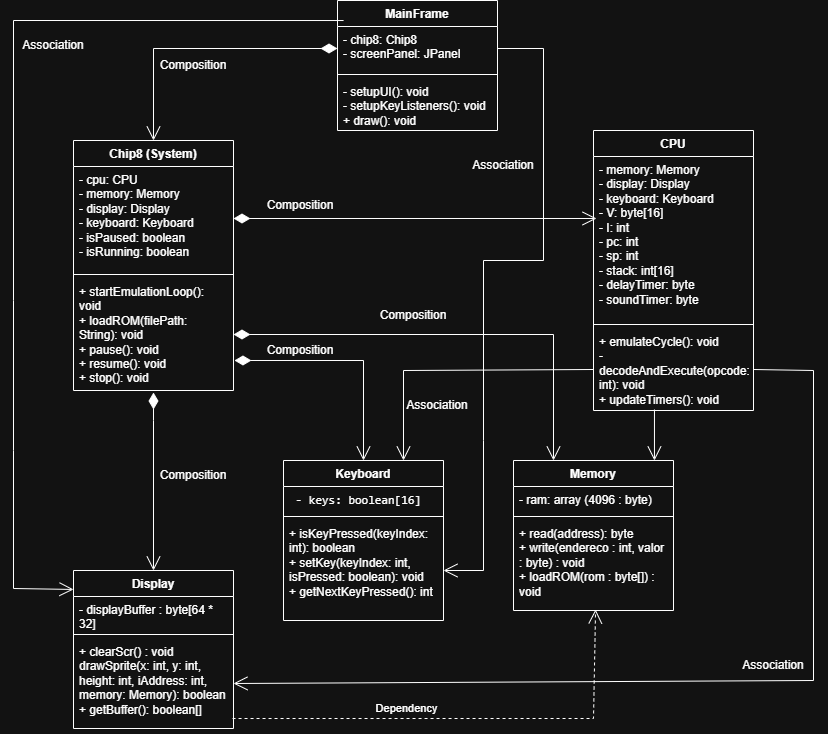 MainFrame
- chip8: Chip8
- screenPanel: JPanel
- setupUI(): void
- setupKeyListeners(): void
+ draw(): void
Association
Composition
Association
Chip8 (System)
- cpu: CPU
- memory: Memory
- display: Display
- keyboard: Keyboard
- isPaused: boolean
- isRunning: boolean
+ startEmulationLoop():
void
+ loadROM(filePath:
String): void
+ pause(): void
+ resume(): void
+ stop(): void
Composition
Composition
Composition
CPU
- memory: Memory
- display: Display
- keyboard: Keyboard
- V: byte[16]
- I: int
- pc: int
- sp: int
- stack: int[16]
- delayTimer: byte
- soundTimer: byte
+ emulateCycle(): void
-
decodeAndExecute(opcode:
int): void
+ updateTimers(): void
Association
Composition
Keyboard
- keys: boolean[16]
+ isKeyPressed(keyIndex:
int): boolean
+ setKey(keyIndex: int,
isPressed: boolean): void
+ getNextKeyPressed(): int
Memory
- ram: array (4096 : byte)
+ read(address): byte
+ write(endereco : int, valor
: byte) : void
+ loadROM(rom : byte[]) :
void
Display
- displayBuffer : byte[64 *
32]
+ clearScr() : void
drawSprite(x: int, y: int,
height: int, iAddress: int,
memory: Memory): boolean
+ getBuffer(): boolean[]
Association
Dependency